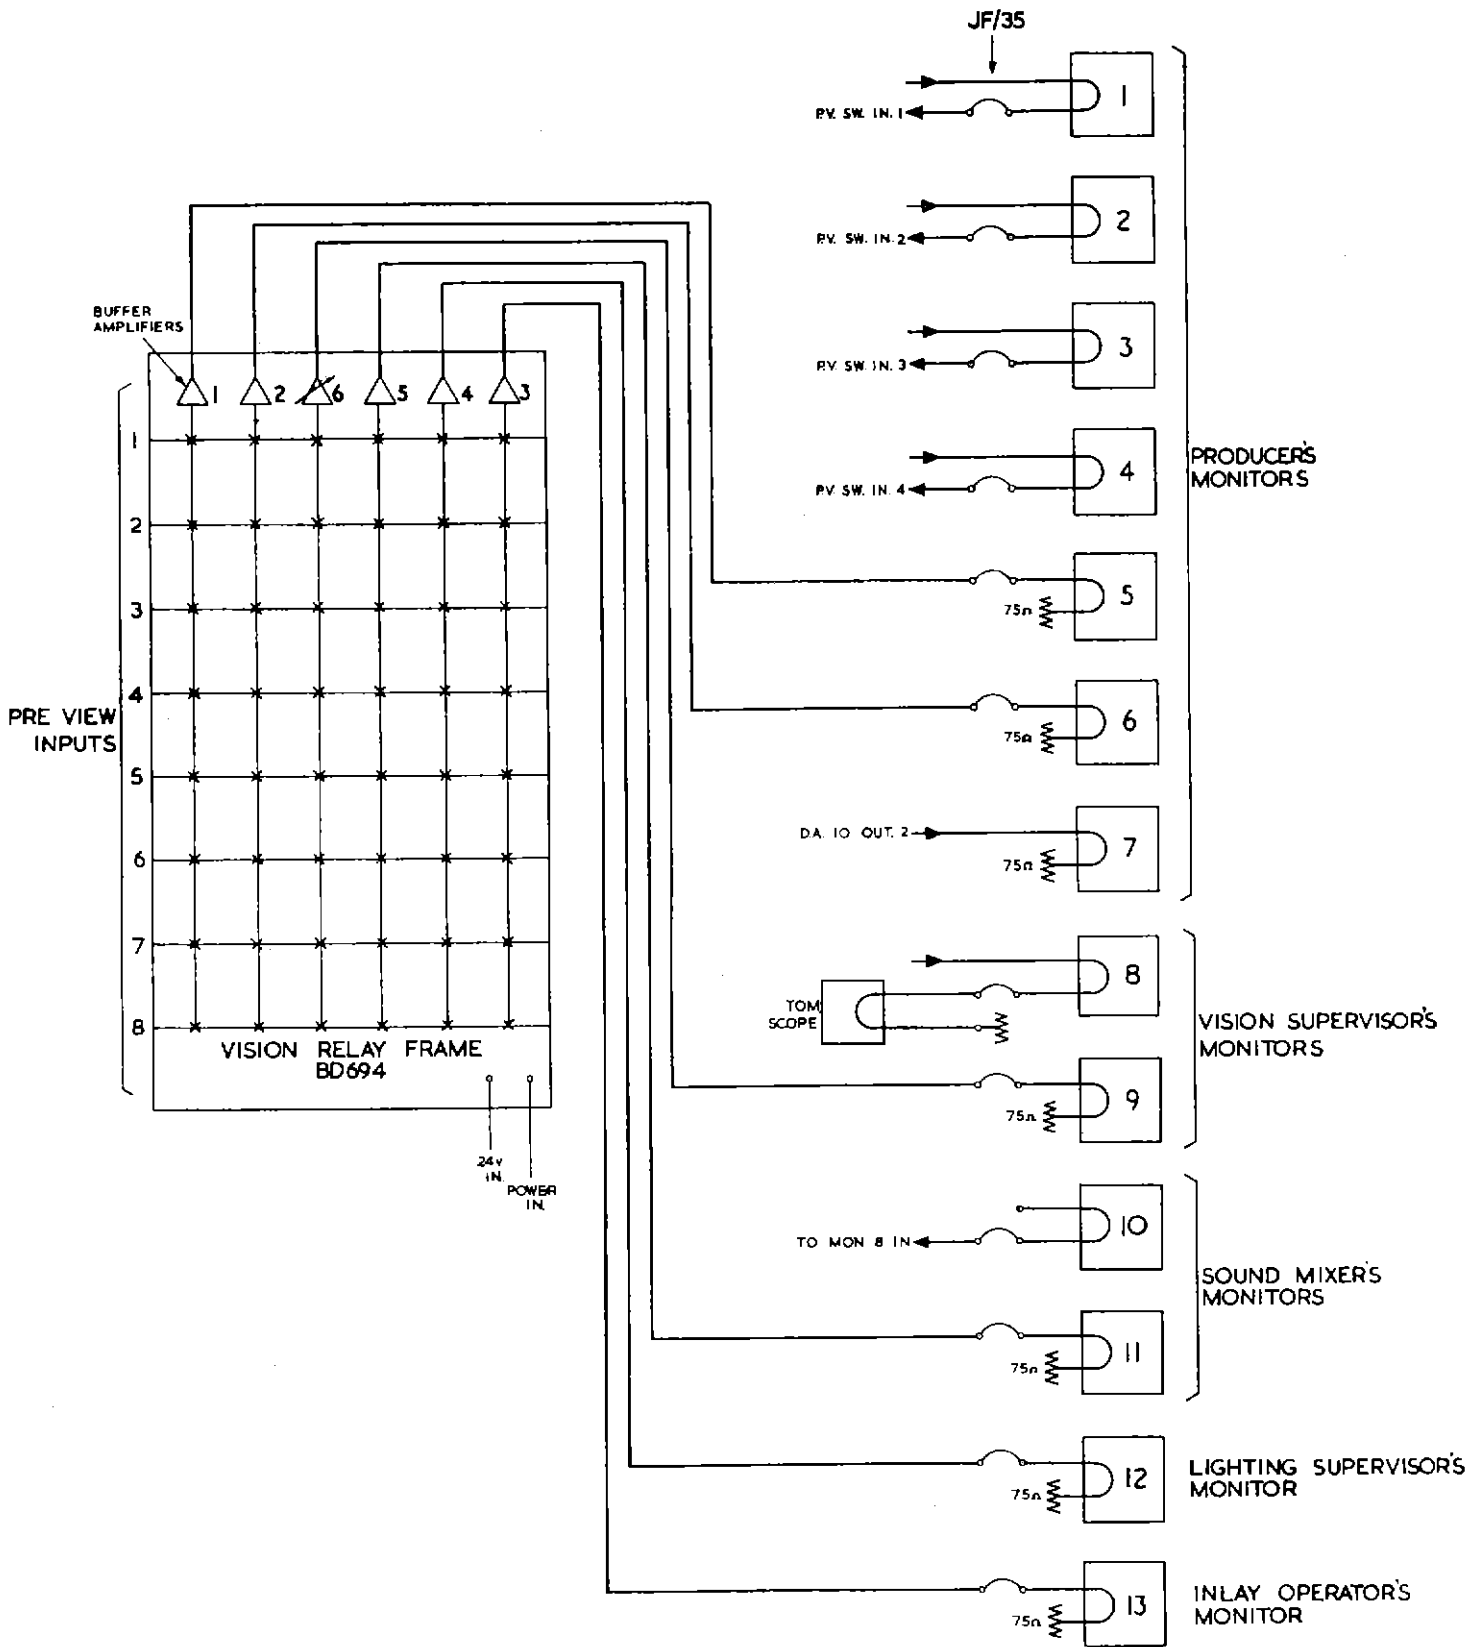 JF/35
1
P.V. SW. IN. 1
2
P.V. SW. IN. 2
3
P.V. SW. IN. 3
4
P.V. SW. IN. 4
PRODUCER'S
MONITORS
5
75Ω
6
75Ω
D.A. 10 OUT. 2
7
75Ω
BUFFER
AMPLIFIERS
1 2 6 5 4 3
1
2
3
4
5
6
7
8
PRE VIEW
INPUTS
VISION RELAY FRAME
BD694
24V
IN.
POWER
IN.
8
TOM
SCOPE
9
75Ω
VISION SUPERVISOR'S
MONITORS
10
TO MON 8 IN
11
75Ω
SOUND MIXER'S
MONITORS
12
75Ω
LIGHTING SUPERVISOR'S
MONITOR
13
75Ω
INLAY OPERATOR'S
MONITOR